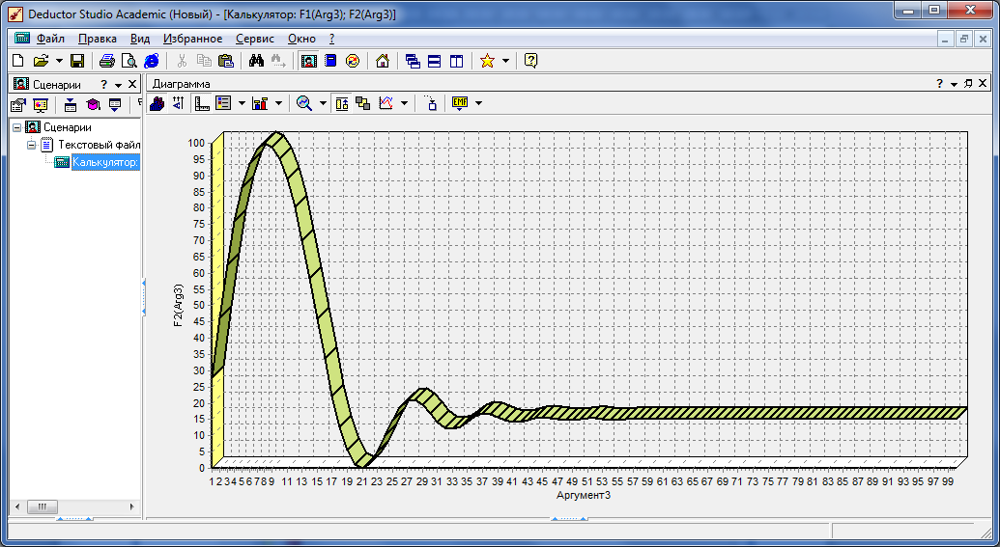 Deductor Studio Academic (Новый) - [Калькулятор: F1(Arg3); F2(Arg3)]
Файл Правка Вид Избранное Сервис Окно ?
Сценарии ?
Диаграмма ?
EMF
Сценарии
Текстовый файл
Калькулятор:
100
95
90
85
80
75
70
65
60
55
50
45
40
35
30
25
20
15
10
5
0
F2(Arg3)
1 2 3 4 5 6 7 8 9 11 13 15 17 19 21 23 25 27 29 31 33 35 37 39 41 43 45 47 49 51 53 55 57 59 61 63 65 67 69 71 73 75 77 79 81 83 85 87 89 91 93 95 97 99
Аргумент3